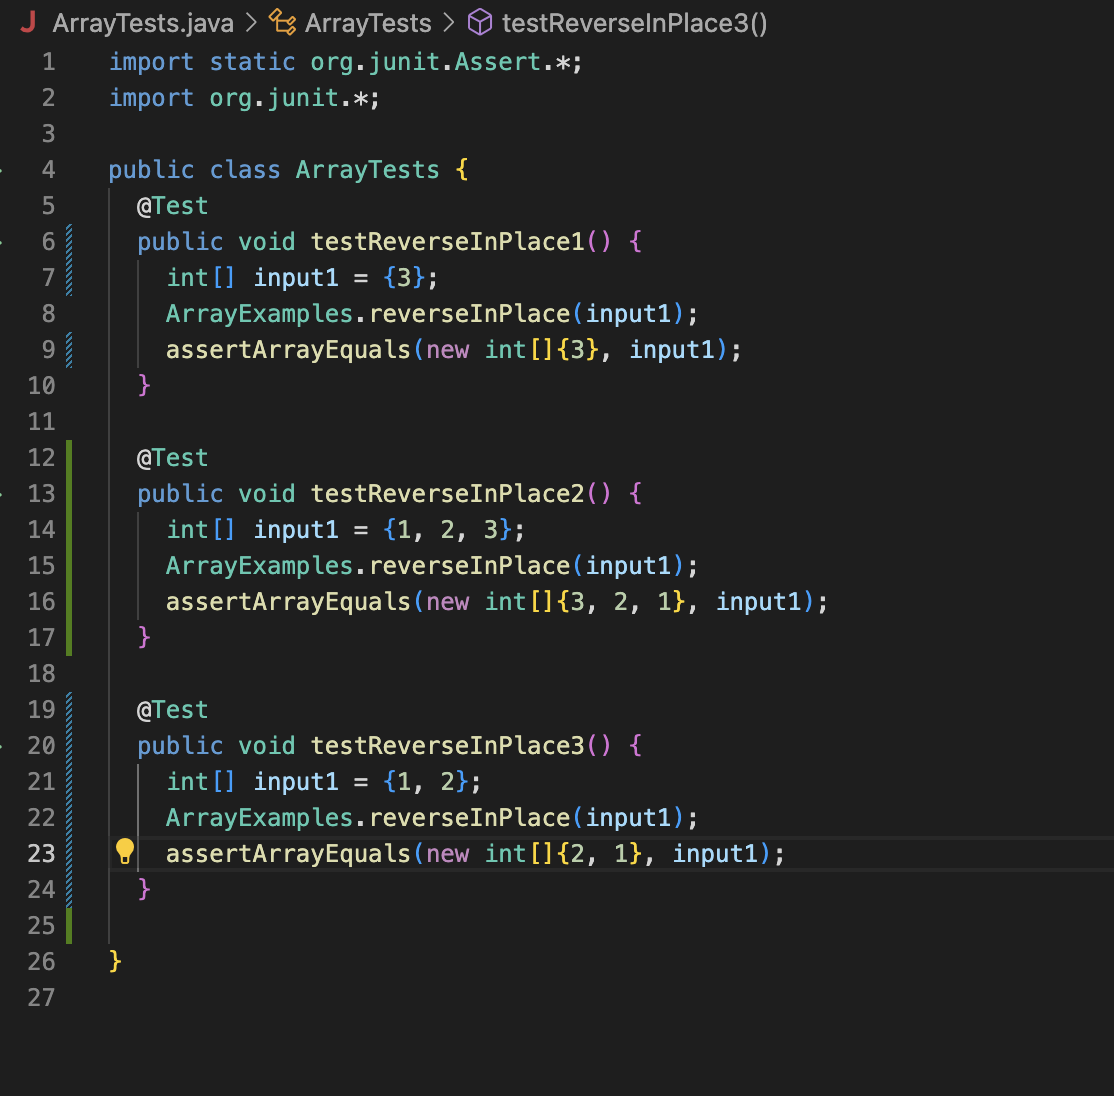 ArrayTests.java > ArrayTests > testReverseInPlace3()
1 import static org.junit.Assert.*;
2 import org.junit.*;
3
4 public class ArrayTests {
5   @Test
6   public void testReverseInPlace1() {
7     int[] input1 = {3};
8     ArrayExamples.reverseInPlace(input1);
9     assertArrayEquals(new int[]{3}, input1);
10   }
11
12   @Test
13   public void testReverseInPlace2() {
14     int[] input1 = {1, 2, 3};
15     ArrayExamples.reverseInPlace(input1);
16     assertArrayEquals(new int[]{3, 2, 1}, input1);
17   }
18
19   @Test
20   public void testReverseInPlace3() {
21     int[] input1 = {1, 2};
22     ArrayExamples.reverseInPlace(input1);
23     assertArrayEquals(new int[]{2, 1}, input1);
24   }
25
26 }
27